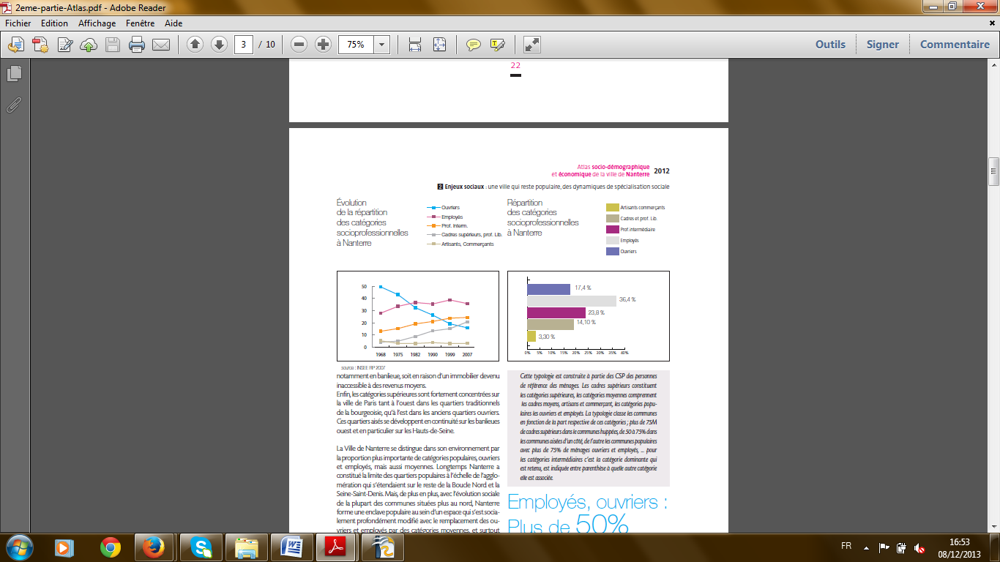 2eme-partie-Atlas.pdf - Adobe Reader
Fichier Edition Affichage Fenêtre Aide
3 / 10 75% Outils Signer Commentaire
22
Atlas socio-démographique
et économique de la ville de Nanterre 2012
2 Enjeux sociaux : une ville qui reste populaire, des dynamiques de spécialisation sociale
Évolution
de la répartition
des catégories
socioprofessionnelles
à Nanterre
Ouvriers
Employés
Prof. Interm.
Cadres supérieurs, prof. Lib.
Artisants, Commerçants
Répartition
des catégories
socioprofessionnelles
à Nanterre
Artisants commerçants
Cadres et prof. Lib.
Prof. intermédiaire
Employés
Ouvriers
50
40
30
20
10
0
1968 1975 1982 1990 1999 2007
17,4 %
36,4 %
23,8 %
14,10 %
3,30 %
0% 5% 10% 15% 20% 25% 30% 35% 40%
source : INSEE RP 2007
notamment en banlieue, soit en raison d'un immobilier devenu
inaccessible à des revenus moyens.
Enfin, les catégories supérieures sont fortement concentrées sur
la ville de Paris tant à l'ouest dans les quartiers traditionnels
de la bourgeoisie, qu'à l'est dans les anciens quartiers ouvriers.
Ces quartiers aisés se développent en continuité sur les banlieues
ouest et en particulier sur les Hauts-de-Seine.
La Ville de Nanterre se distingue dans son environnement par
la proportion plus importante de catégories populaires, ouvriers
et employés, mais aussi moyennes. Longtemps Nanterre a
constitué la limite des quartiers populaires à l'échelle de l'agglo-
mération qui s'étendaient sur le reste de la Boucle Nord et la
Seine-Saint-Denis. Mais, de plus en plus, avec l'évolution sociale
de la plupart des communes situées plus au nord, Nanterre
forme une enclave populaire au sein d'un espace qui s'est socia-
lement profondément modifié avec le remplacement des ou-
vriers et employés par des catégories moyennes, et surtout
Cette typologie est construite à partie des CSP des personnes
de référence des ménages. Les cadres supérieurs constituent
les catégories supérieures, les catégories moyennes comprennent
les cadres moyens, artisans et commerçant, les catégories popu-
laires les ouvriers et employés. La typologie classe les communes
en fonction de la part respective de ces catégories ; plus de 75M
de cadres supérieurs dans le communes huppées, de 50 à 75% dans
les communes aisées d'un côté, de l'autre les communes populaires
avec plus de 75% de ménages ouvriers et employés, ... pour
les catégories intermédiaires c'est la catégorie dominante qui
est retenu, est indiquée entre parenthèse à quelle autre catégorie
elle est associée.
Employés, ouvriers :
Plus de 50%
FR 16:53
08/12/2013